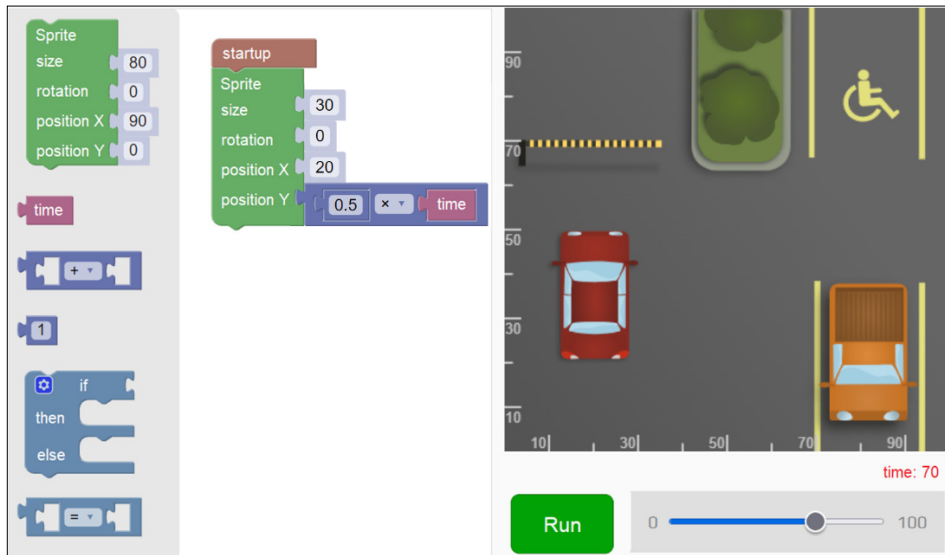 Sprite
size 80
rotation 0
position X 90
position Y 0
time
+ ▾
1
if
then
else
= ▾
startup
Sprite
size 30
rotation 0
position X 20
position Y 0.5 × ▾ time
90
70
50
30
10
10 30 50 70 90
time: 70
Run
0 100